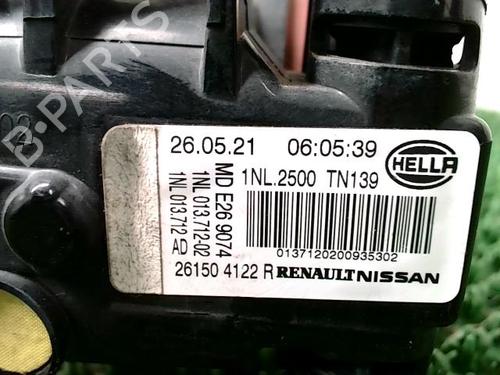 26.05.21 06:05:39
HELLA
1NL.2500 TN139
MD E26 9074
1NL 013.712-02
1NL 013.712 AD
0137120200935302
26150 4122 R RENAULT NISSAN